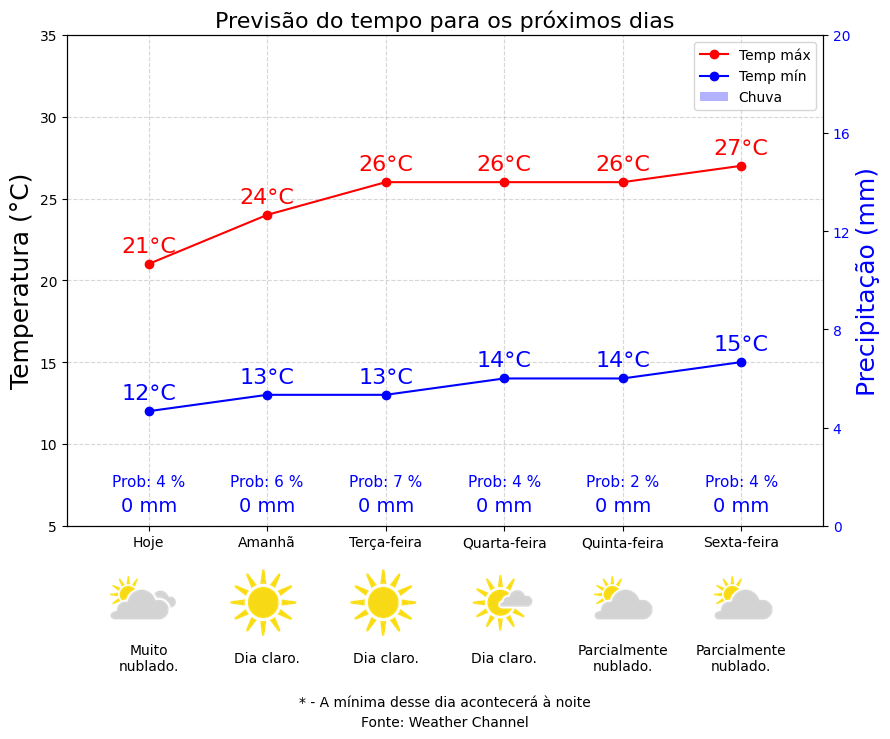 Previsão do tempo para os próximos dias
35
30
25
20
15
10
5
Temperatura (°C)
20
16
12
8
4
0
Precipitação (mm)
Temp máx
Temp mín
Chuva
21°C 24°C 26°C 26°C 26°C 27°C
12°C 13°C 13°C 14°C 14°C 15°C
Prob: 4 % Prob: 6 % Prob: 7 % Prob: 4 % Prob: 2 % Prob: 4 %
0 mm 0 mm 0 mm 0 mm 0 mm 0 mm
Hoje Amanhã Terça-feira Quarta-feira Quinta-feira Sexta-feira
Muito
nublado.
Dia claro.
Dia claro.
Dia claro.
Parcialmente
nublado.
Parcialmente
nublado.
* - A mínima desse dia acontecerá à noite
Fonte: Weather Channel